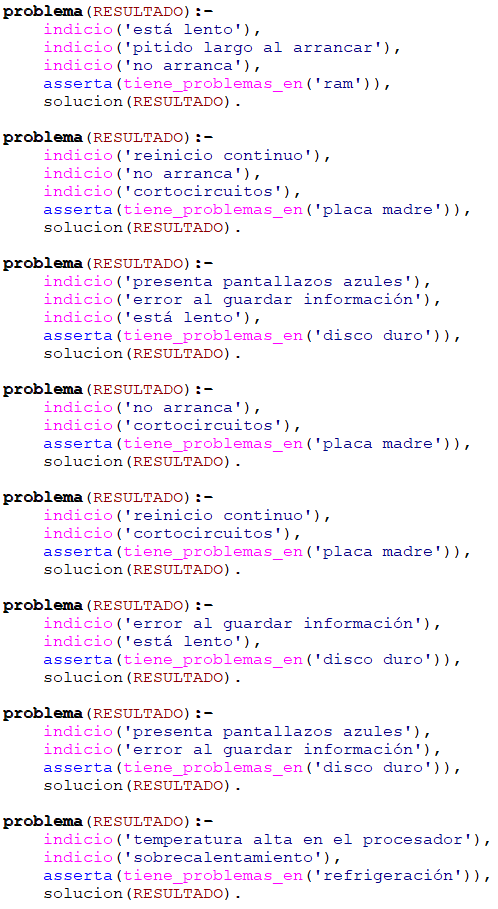 problema(RESULTADO):-
    indicio('está lento'),
    indicio('pitido largo al arrancar'),
    indicio('no arranca'),
    asserta(tiene_problemas_en('ram')),
    solucion(RESULTADO).

problema(RESULTADO):-
    indicio('reinicio continuo'),
    indicio('no arranca'),
    indicio('cortocircuitos'),
    asserta(tiene_problemas_en('placa madre')),
    solucion(RESULTADO).

problema(RESULTADO):-
    indicio('presenta pantallazos azules'),
    indicio('error al guardar información'),
    indicio('está lento'),
    asserta(tiene_problemas_en('disco duro')),
    solucion(RESULTADO).

problema(RESULTADO):-
    indicio('no arranca'),
    indicio('cortocircuitos'),
    asserta(tiene_problemas_en('placa madre')),
    solucion(RESULTADO).

problema(RESULTADO):-
    indicio('reinicio continuo'),
    indicio('cortocircuitos'),
    asserta(tiene_problemas_en('placa madre')),
    solucion(RESULTADO).

problema(RESULTADO):-
    indicio('error al guardar información'),
    indicio('está lento'),
    asserta(tiene_problemas_en('disco duro')),
    solucion(RESULTADO).

problema(RESULTADO):-
    indicio('presenta pantallazos azules'),
    indicio('error al guardar información'),
    asserta(tiene_problemas_en('disco duro')),
    solucion(RESULTADO).

problema(RESULTADO):-
    indicio('temperatura alta en el procesador'),
    indicio('sobrecalentamiento'),
    asserta(tiene_problemas_en('refrigeración')),
    solucion(RESULTADO).